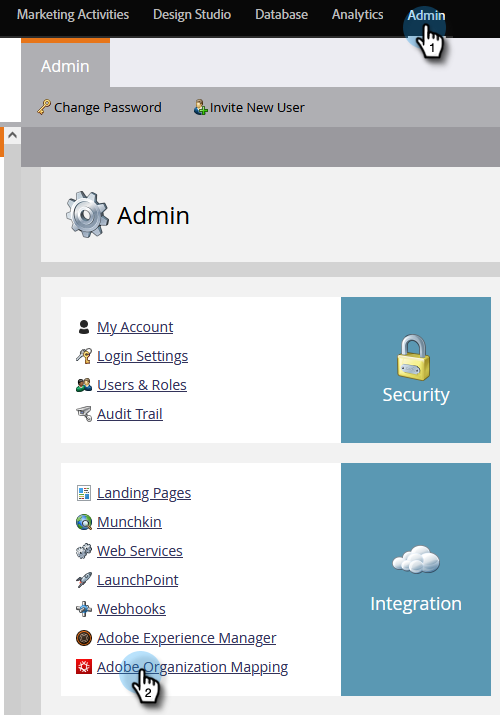 Marketing Activities Design Studio Database Analytics Admin
1
Admin
Change Password Invite New User
Admin
My Account
Login Settings
Users & Roles
Audit Trail
Security
Landing Pages
Munchkin
Web Services
LaunchPoint
Webhooks
Adobe Experience Manager
Adobe Organization Mapping
2
Integration